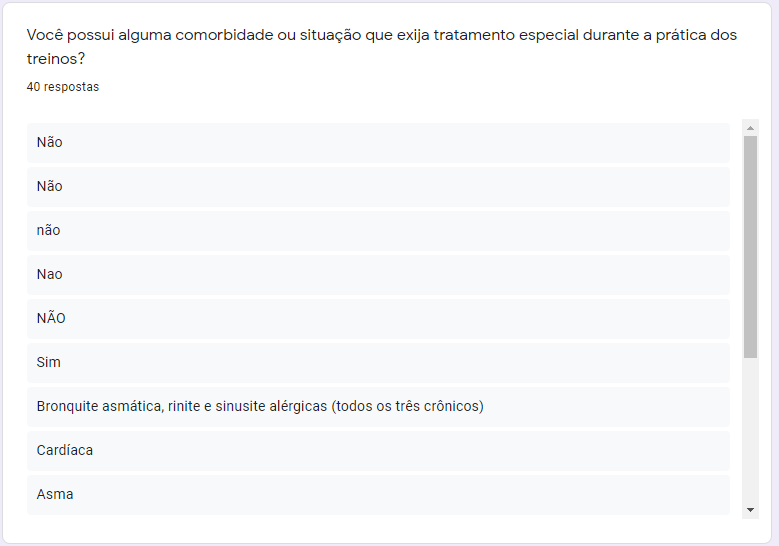 Você possui alguma comorbidade ou situação que exija tratamento especial durante a prática dos
treinos?
40 respostas
Não
Não
não
Nao
NÃO
Sim
Bronquite asmática, rinite e sinusite alérgicas (todos os três crônicos)
Cardíaca
Asma